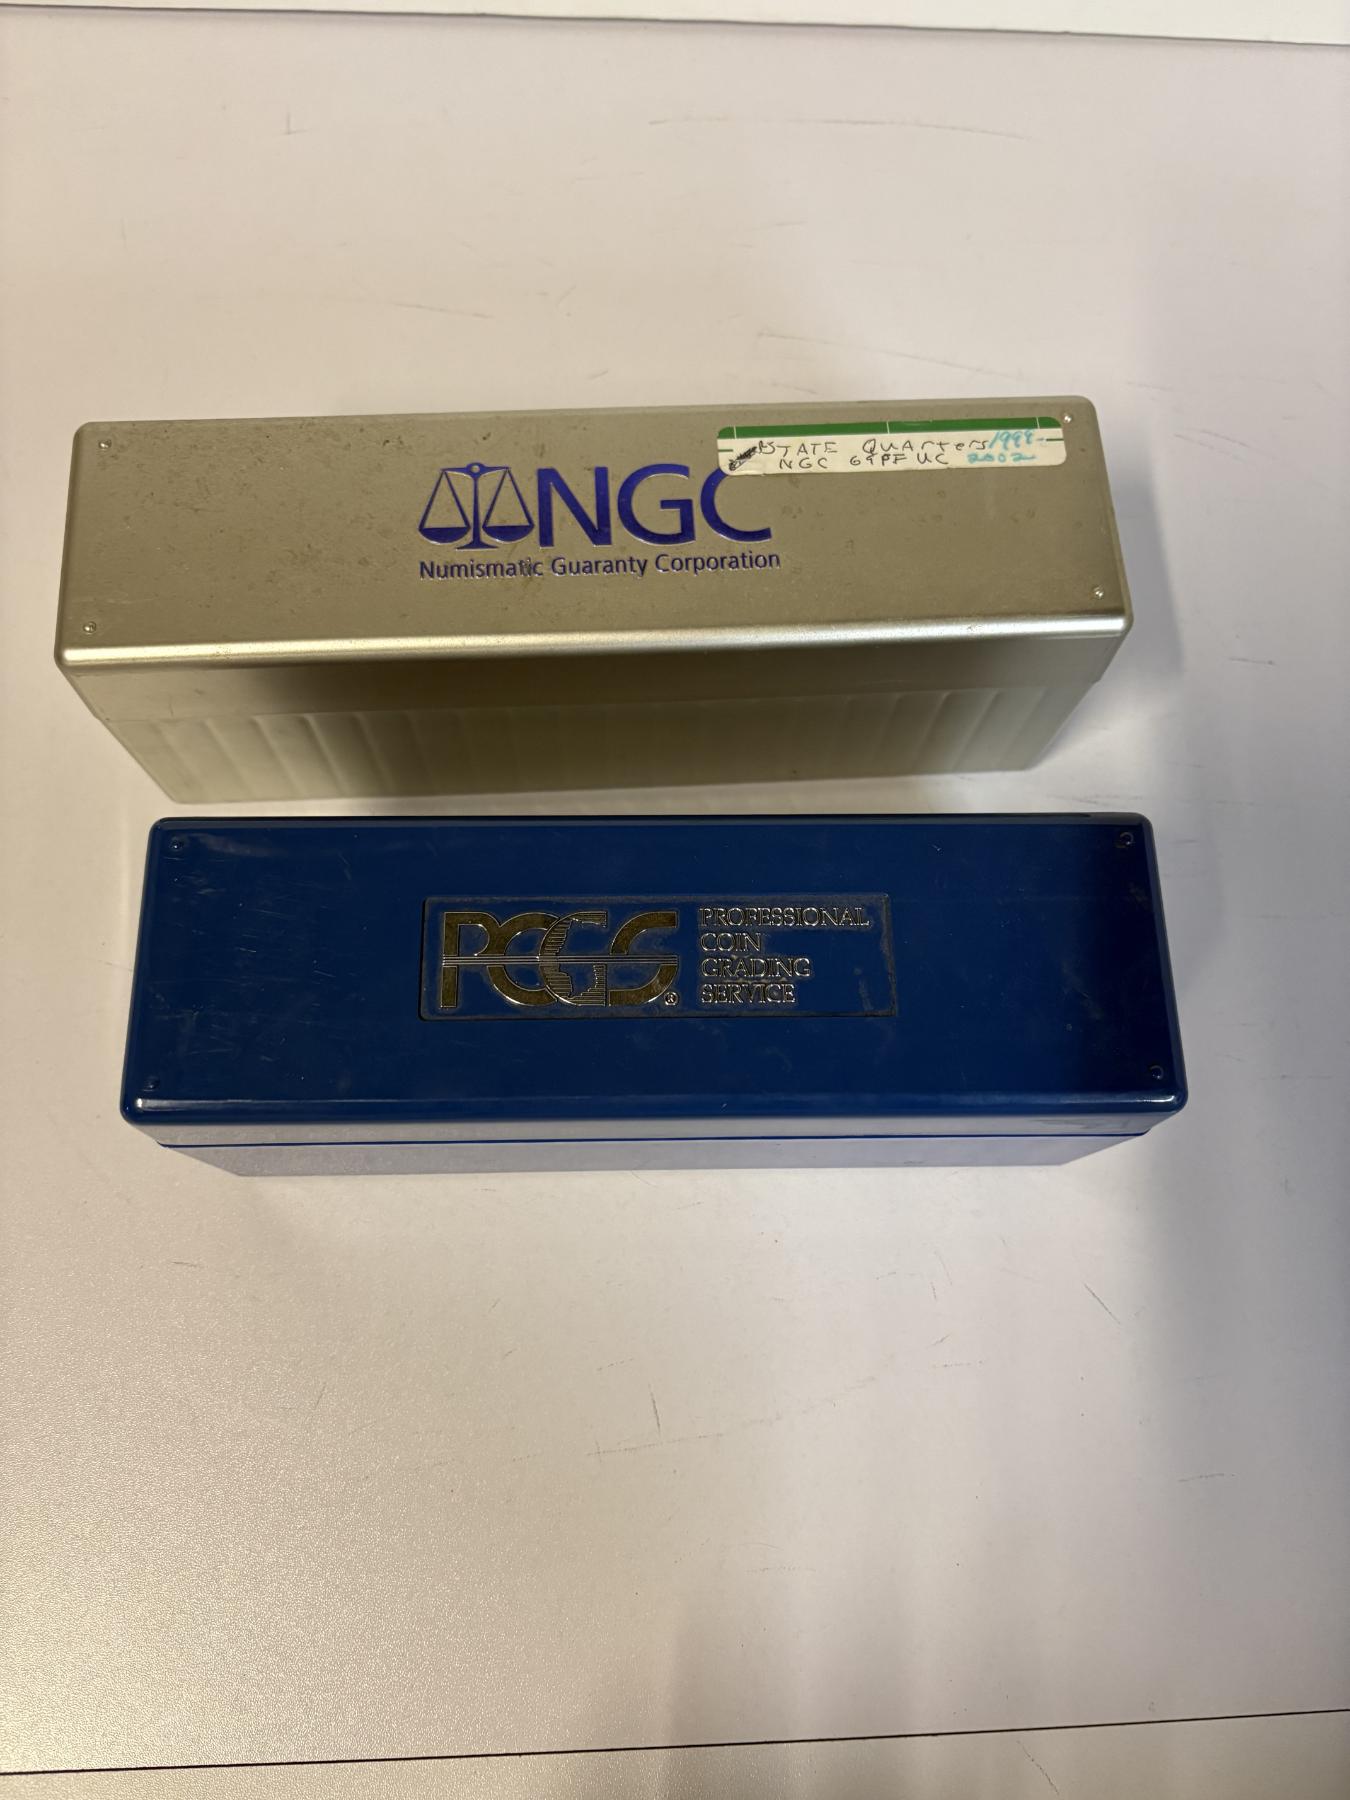 STATE QUArters 1999-
NGC 69PF UC 2002
NGC
Numismatic Guaranty Corporation
PCGS®
PROFESSIONAL
COIN
GRADING
SERVICE